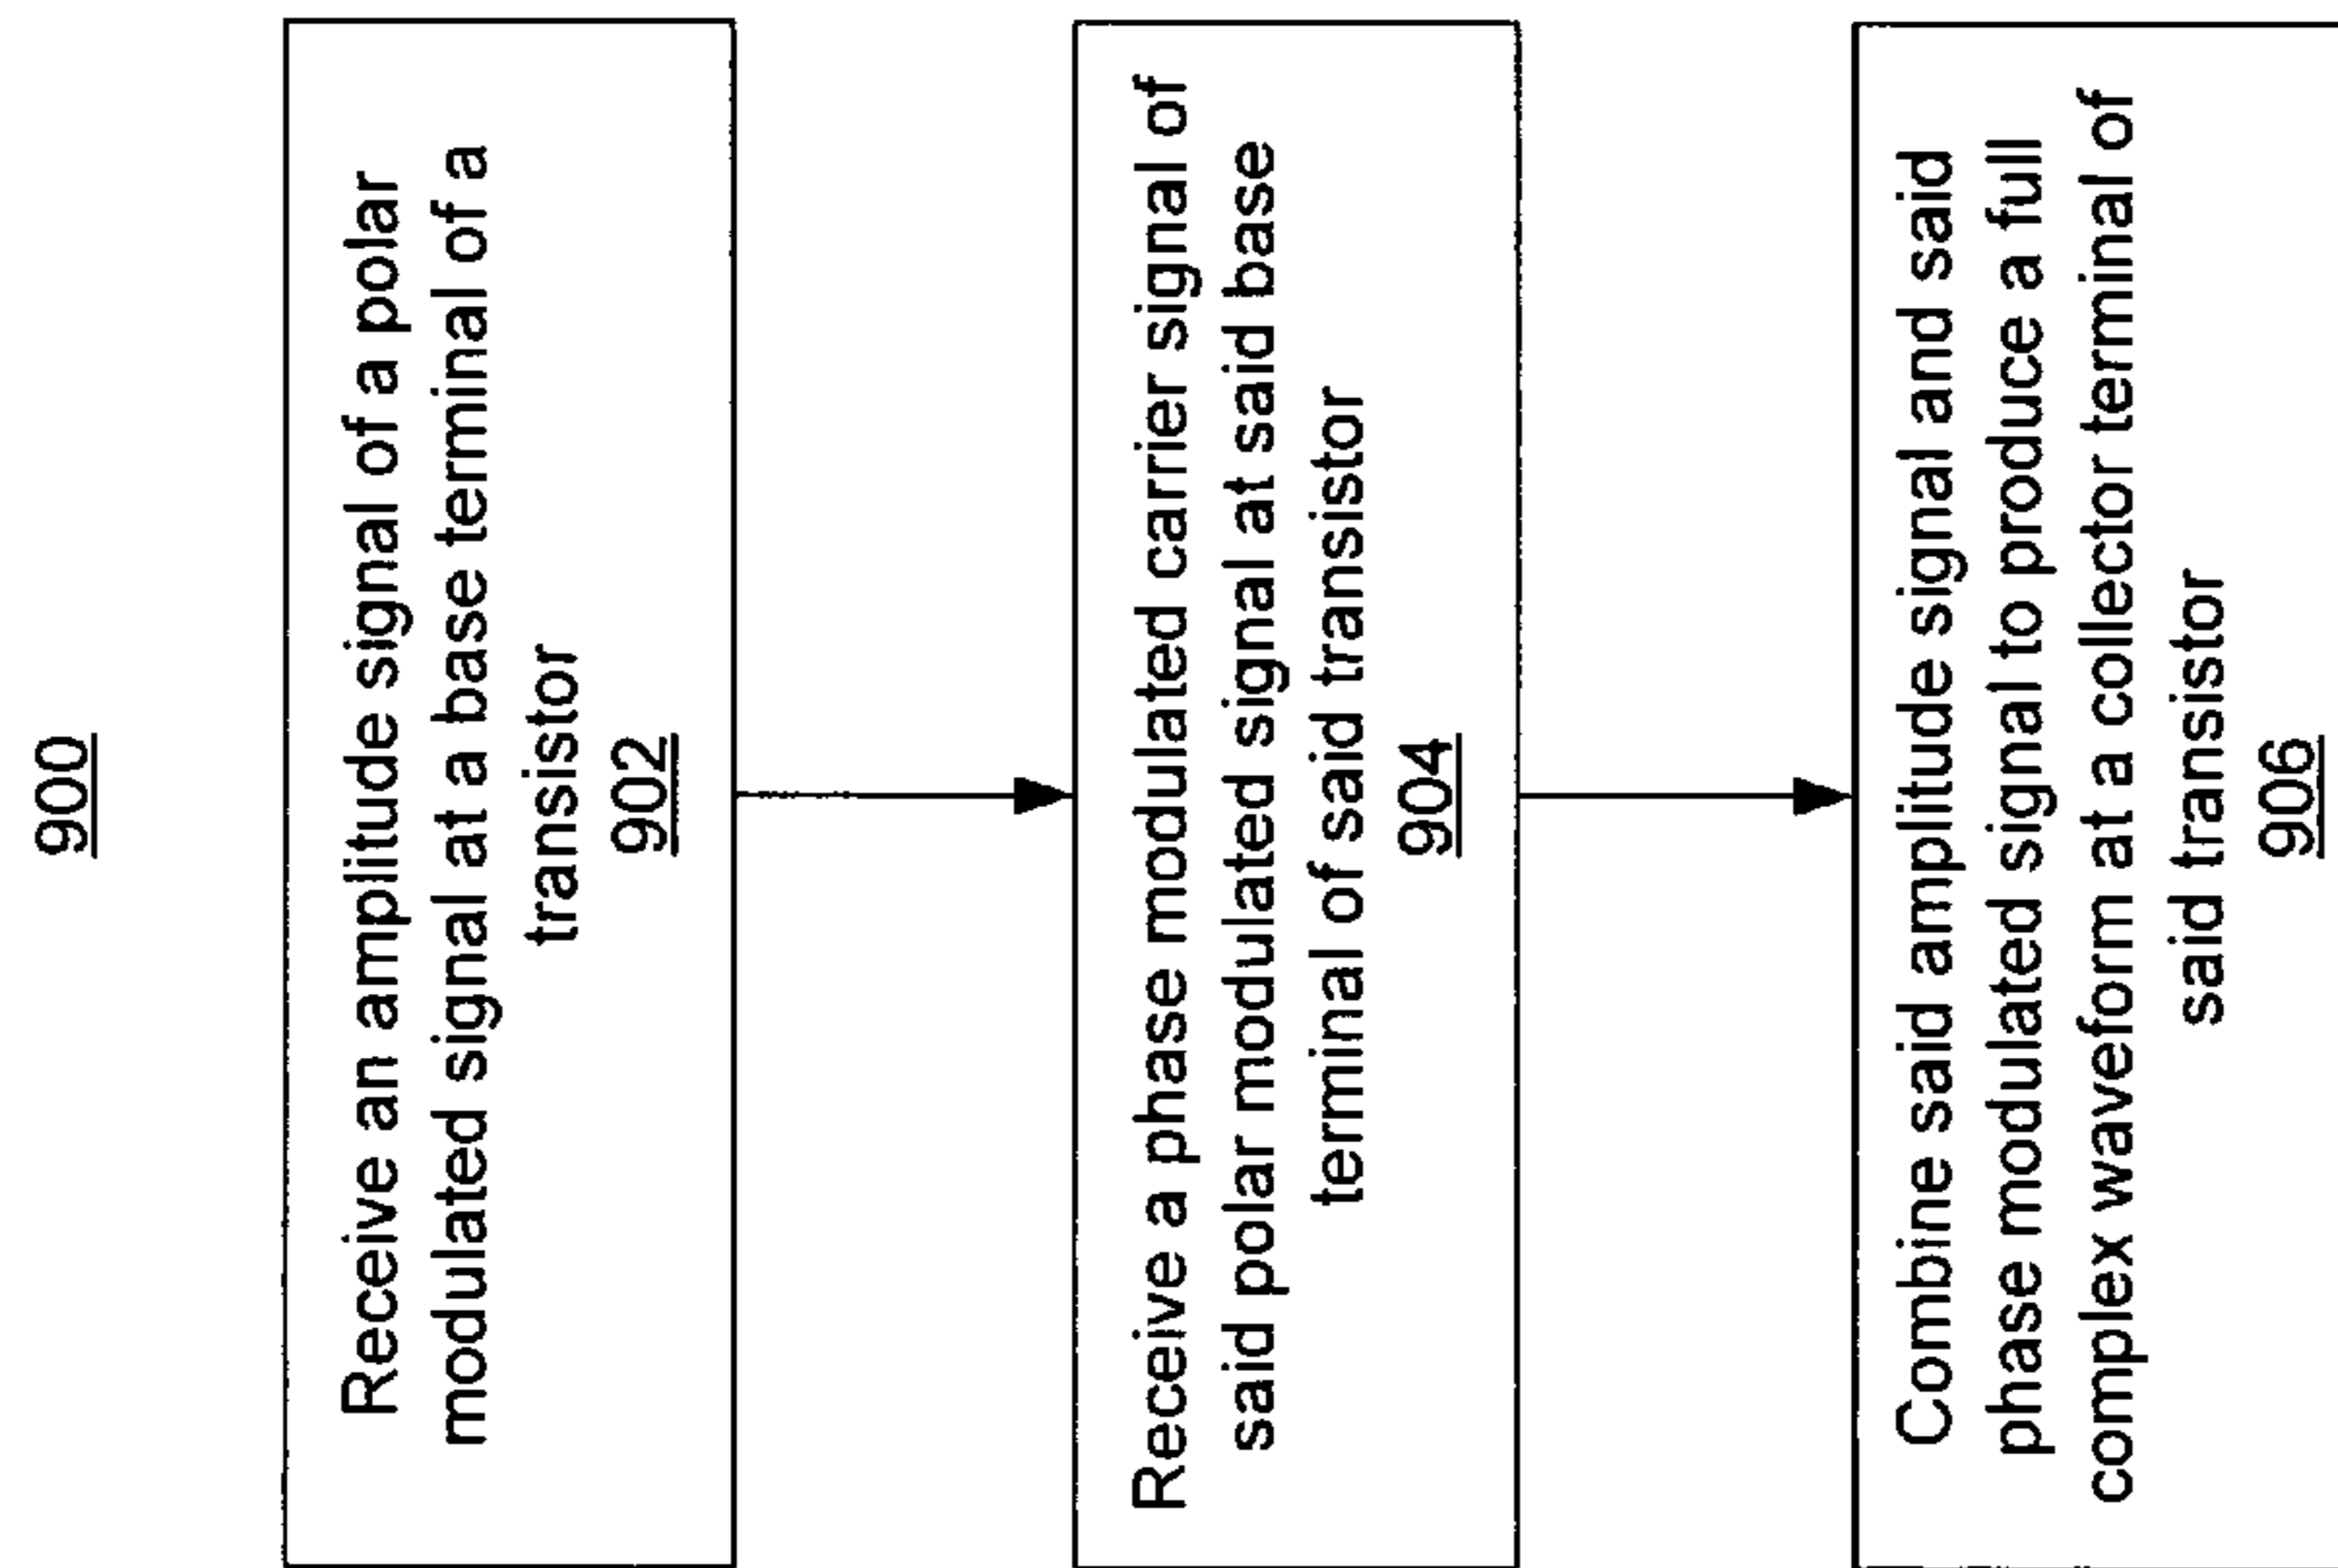 900
Receive an amplitude signal of a polar
modulated signal at a base terminal of a
transistor
902
Receive a phase modulated carrier signal of
said polar modulated signal at said base
terminal of said transistor
904
Combine said amplitude signal and said
phase modulated signal to produce a full
complex waveform at a collector terminal of
said transistor
906